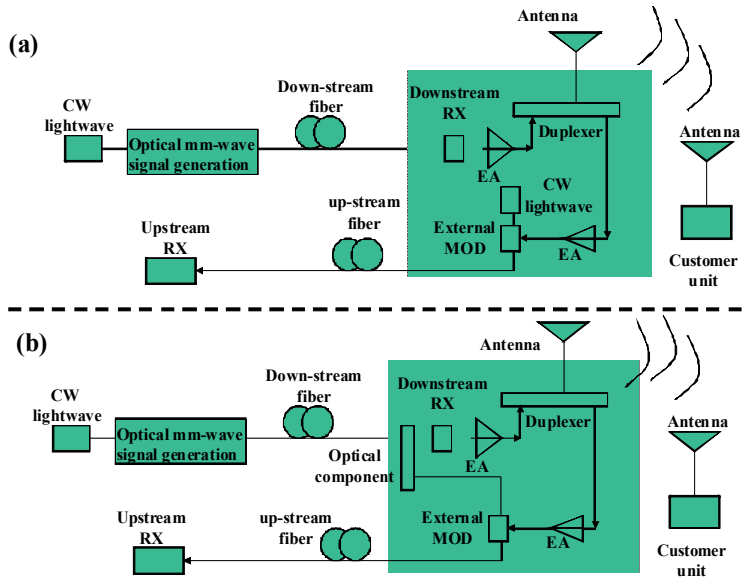 (a)
Antenna
CW
lightwave
Optical mm-wave
signal generation
Down-stream
fiber
Downstream
RX
EA
Duplexer
Antenna
CW
lightwave
up-stream
fiber
Upstream
RX
External
MOD
EA
Customer
unit
(b)
Antenna
CW
lightwave
Optical mm-wave
signal generation
Down-stream
fiber
Downstream
RX
EA
Duplexer
Antenna
Optical
component
Upstream
RX
up-stream
fiber
External
MOD
EA
Customer
unit